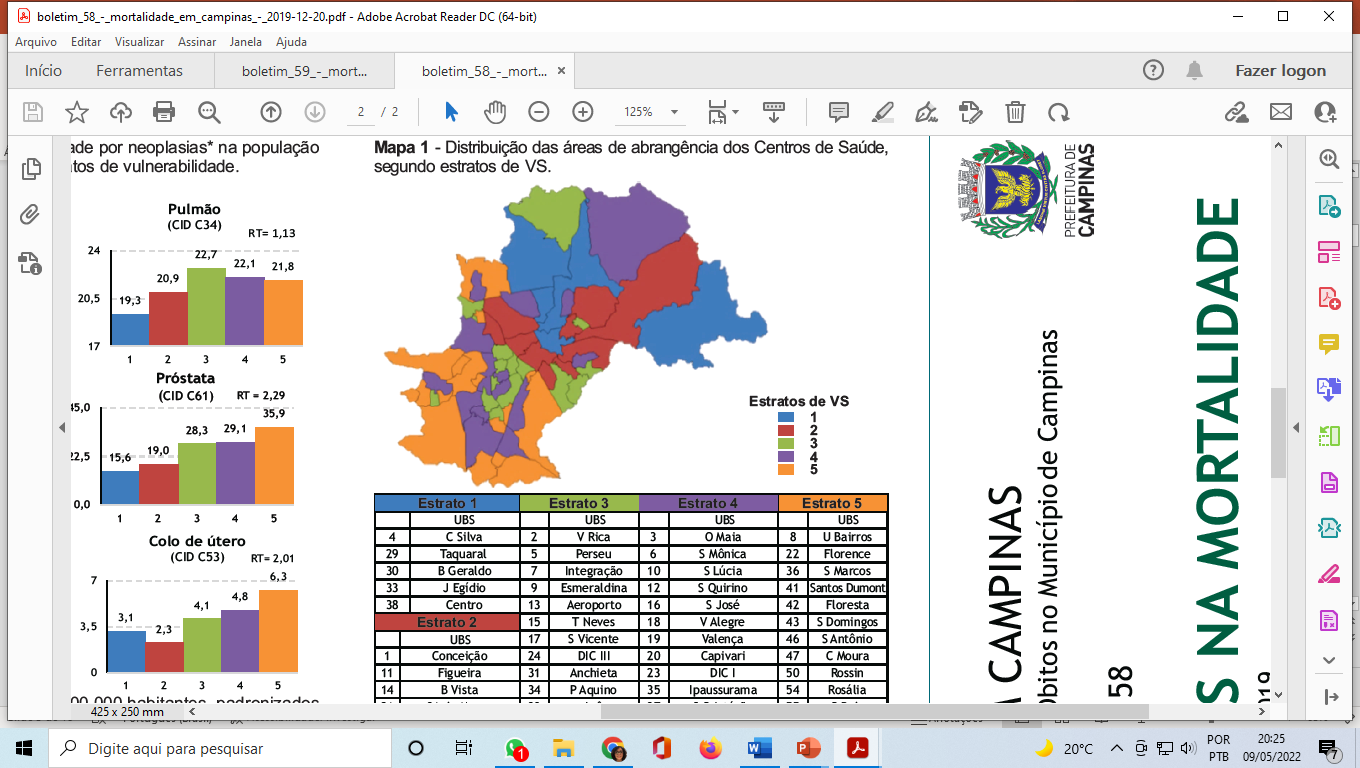 boletim_58_-_mortalidade_em_campinas_-_2019-12-20.pdf - Adobe Acrobat Reader DC (64-bit)
Arquivo Editar Visualizar Assinar Janela Ajuda
Início Ferramentas boletim_59_-_mort... boletim_58_-_mort... × Fazer logon
2 / 2 125%
ade por neoplasias* na população
tos de vulnerabilidade.
Pulmão
(CID C34)
RT= 1,13
24
20,5
17
19,3 20,9 22,7 22,1 21,8
1 2 3 4 5
Próstata
(CID C61)
RT = 2,29
45,0
22,5
0,0
15,6 19,0 28,3 29,1 35,9
1 2 3 4 5
Colo de útero
(CID C53)
RT= 2,01
7
3,5
0
3,1 2,3 4,1 4,8 6,3
1 2 3 4 5
Mapa 1 - Distribuição das áreas de abrangência dos Centros de Saúde,
segundo estratos de VS.
Estratos de VS
1
2
3
4
5
Estrato 1 Estrato 3 Estrato 4 Estrato 5
UBS UBS UBS UBS
4 C Silva 2 V Rica 3 O Maia 8 U Bairros
29 Taquaral 5 Perseu 6 S Mônica 22 Florence
30 B Geraldo 7 Integração 10 S Lúcia 36 S Marcos
33 J Egídio 9 Esmeraldina 12 S Quirino 41 Santos Dumont
38 Centro 13 Aeroporto 16 S José 42 Floresta
Estrato 2 15 T Neves 18 V Alegre 43 S Domingos
UBS 17 S Vicente 19 Valença 46 S Antônio
1 Conceição 24 DIC III 20 Capivari 47 C Moura
11 Figueira 31 Anchieta 23 DIC I 50 Rossin
14 B Vista 34 P Aquino 35 Ipaussurama 54 Rosália
PREFEITURA DE
CAMPINAS
CAMPINAS
óbitos no Município de Campinas
58
S NA MORTALIDADE
425 x 250 mm
Digite aqui para pesquisar
1
20°C
POR
PTB
20:25
09/05/2022
7